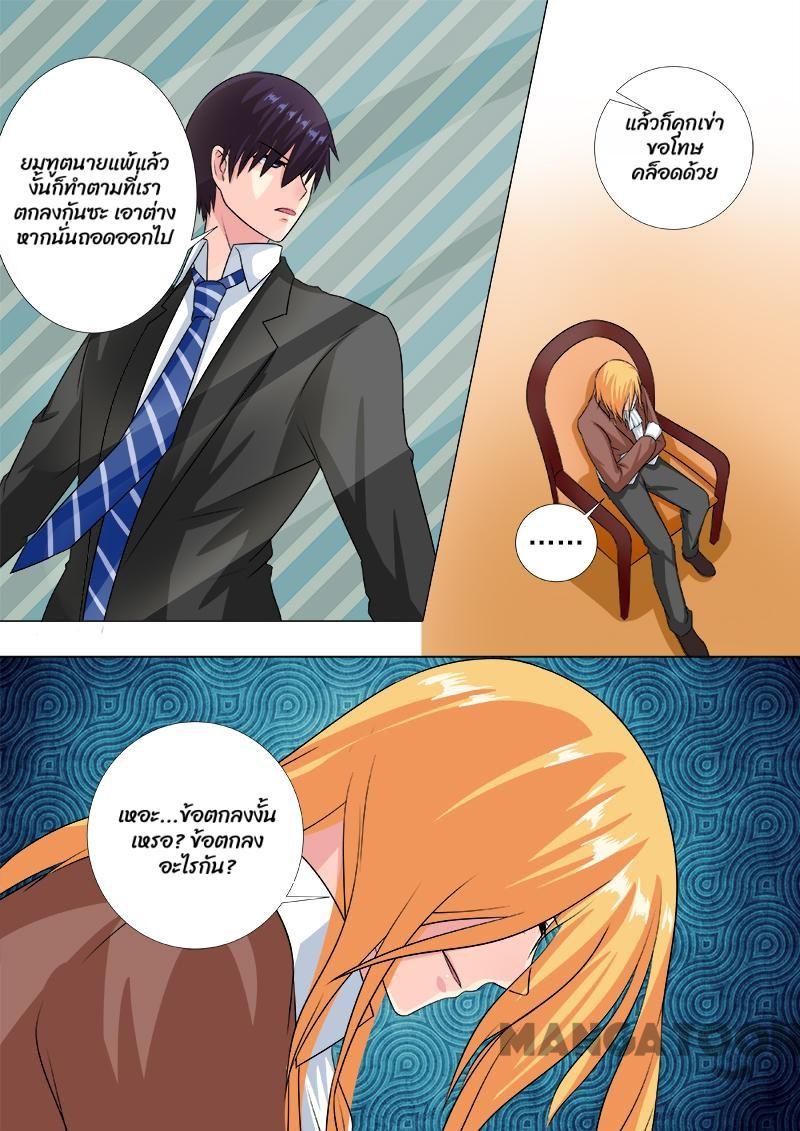 ยมทูตนายแพ้แล้ว
งั้นก็ทำตามที่เรา
ตกลงกันซะ เอาต่าง
หากนั่นถอดออกไป
แล้วก็คุกเข่า
ขอโทษ
คล็อดด้วย
......
เหอะ...ข้อตกลงงั้น
เหรอ? ข้อตกลง
อะไรกัน?
MANGATOON